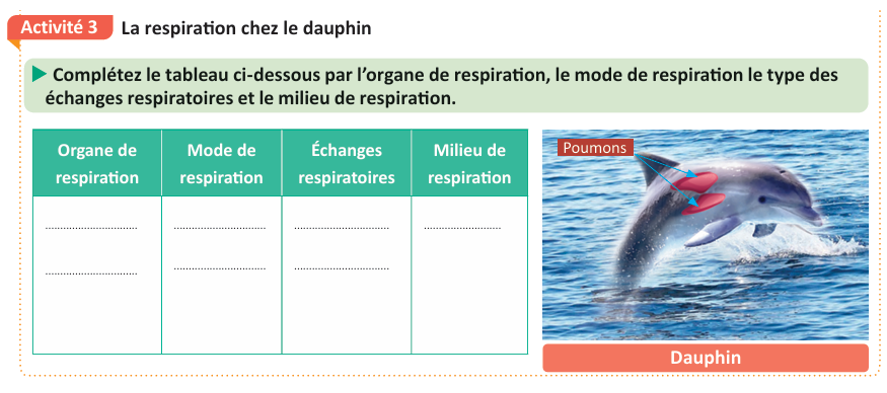 Activité 3 La respiration chez le dauphin
Complétez le tableau ci-dessous par l'organe de respiration, le mode de respiration le type des
échanges respiratoires et le milieu de respiration.
Organe de respiration
Mode de respiration
Échanges respiratoires
Milieu de respiration
Poumons
Dauphin